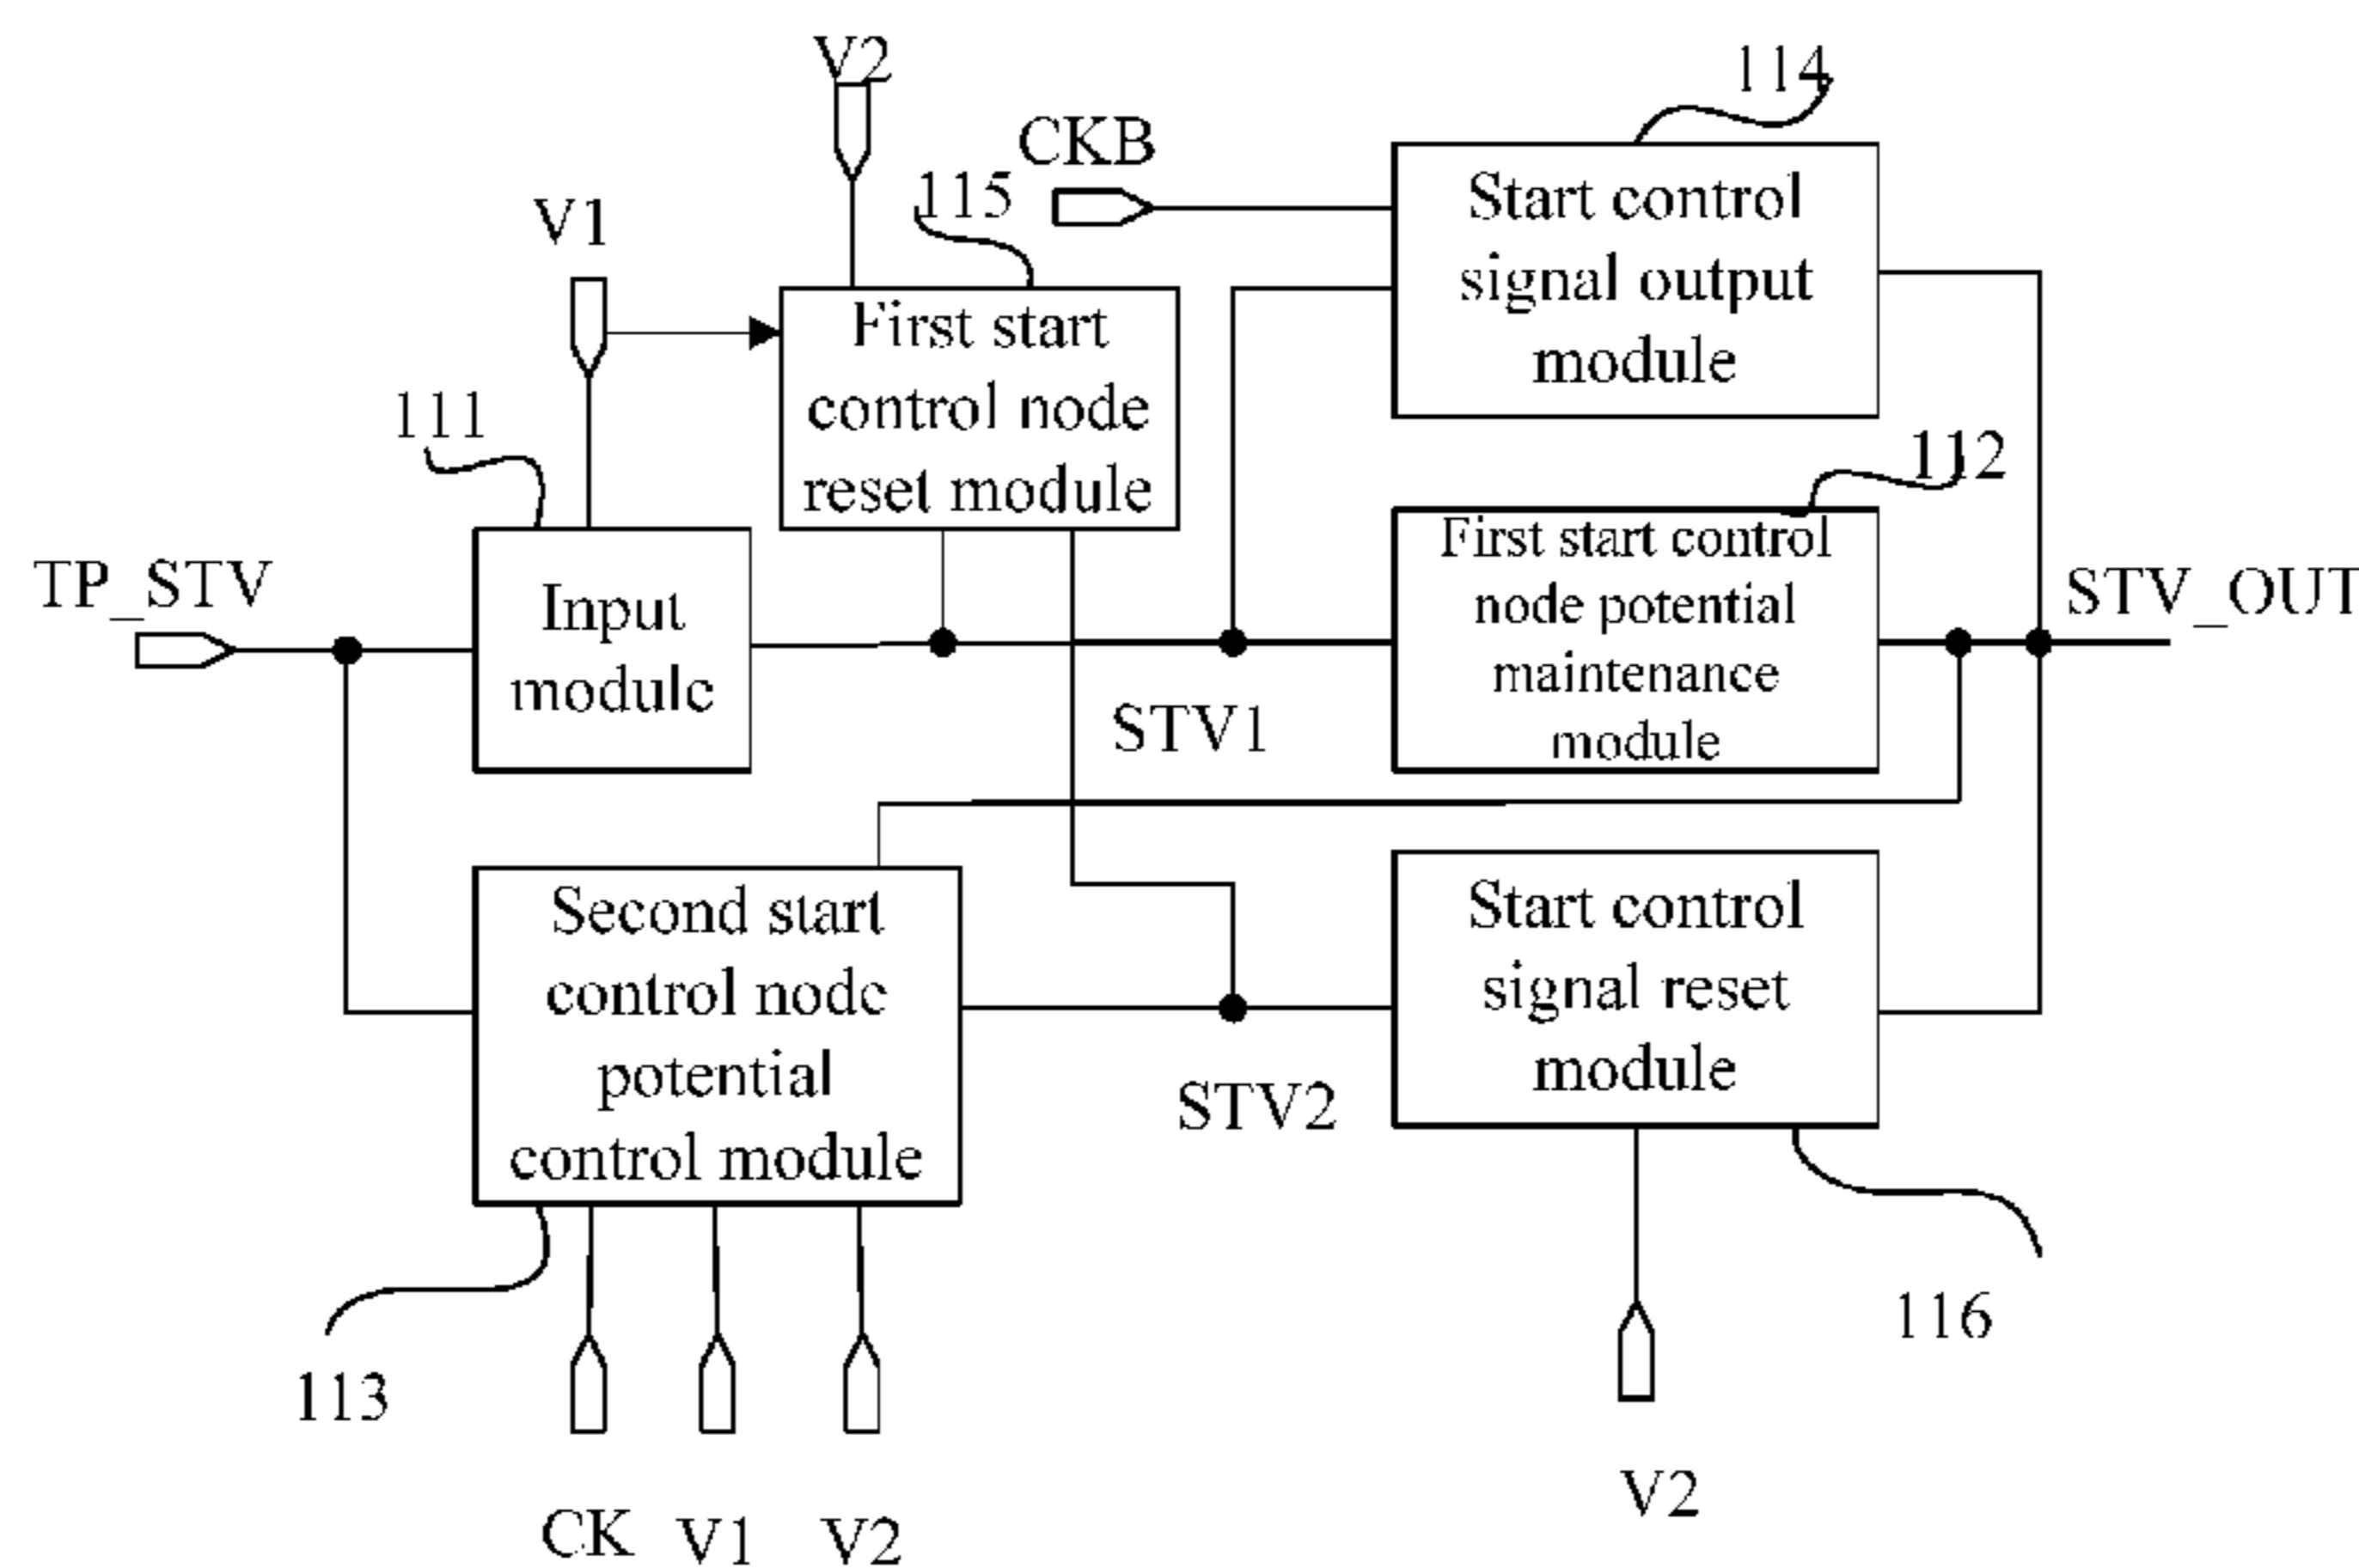 V2
114
CKB
115
V1
Start control
signal output
module
First start
control node
reset module
111
112
TP_STV
Input
module
First start control
node potential
maintenance
module
STV_OUT
STV1
Second start
control node
potential
control module
Start control
signal reset
module
STV2
113
116
CK
V1
V2
V2